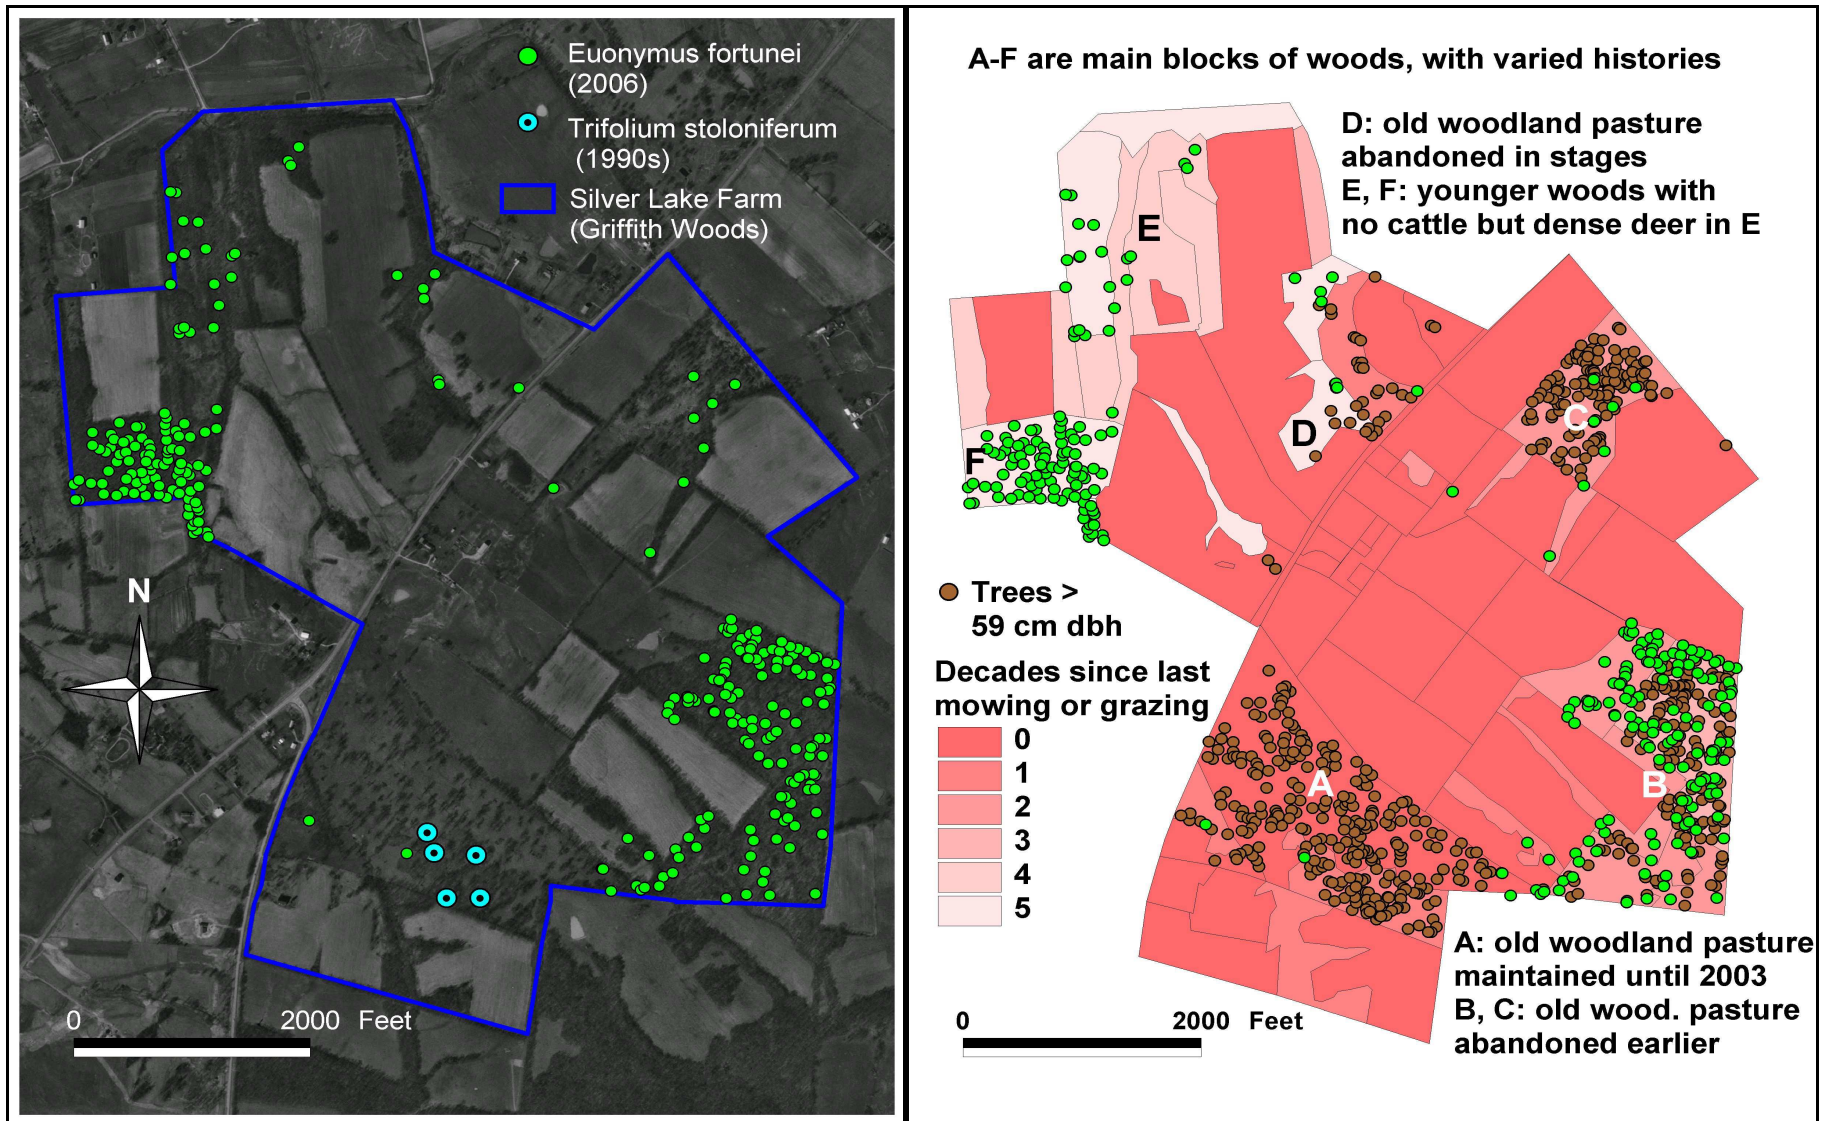 Euonymus fortunei
(2006)
Trifolium stoloniferum
(1990s)
Silver Lake Farm
(Griffith Woods)
N
0 2000 Feet
A-F are main blocks of woods, with varied histories
D: old woodland pasture
abandoned in stages
E, F: younger woods with
no cattle but dense deer in E
E
C
D
F
Trees >
59 cm dbh
Decades since last
mowing or grazing
0
1
2
3
4
5
A
B
A: old woodland pasture
maintained until 2003
B, C: old wood. pasture
abandoned earlier
0 2000 Feet